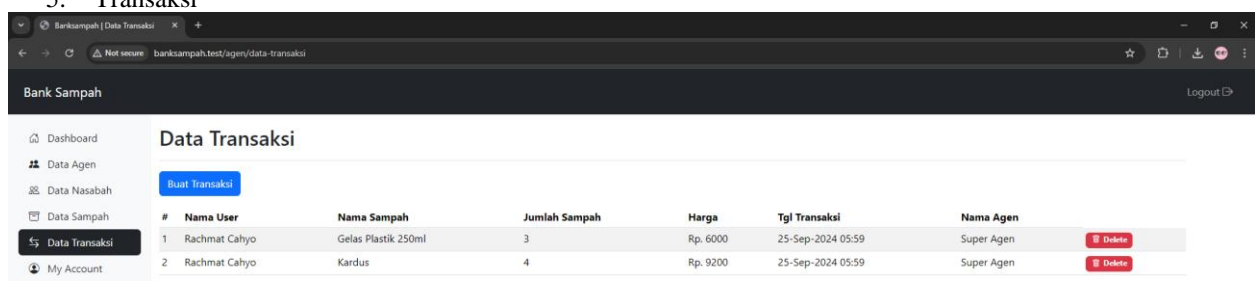 5. Transaksi
Banksampah | Data Transaksi
Not secure banksampah.test/agen/data-transaksi
Bank Sampah
Logout
Dashboard
Data Agen
Data Nasabah
Data Sampah
Data Transaksi
My Account
Data Transaksi
Buat Transaksi
# Nama User Nama Sampah Jumlah Sampah Harga Tgl Transaksi Nama Agen
1 Rachmat Cahyo Gelas Plastik 250ml 3 Rp. 6000 25-Sep-2024 05:59 Super Agen Delete
2 Rachmat Cahyo Kardus 4 Rp. 9200 25-Sep-2024 05:59 Super Agen Delete